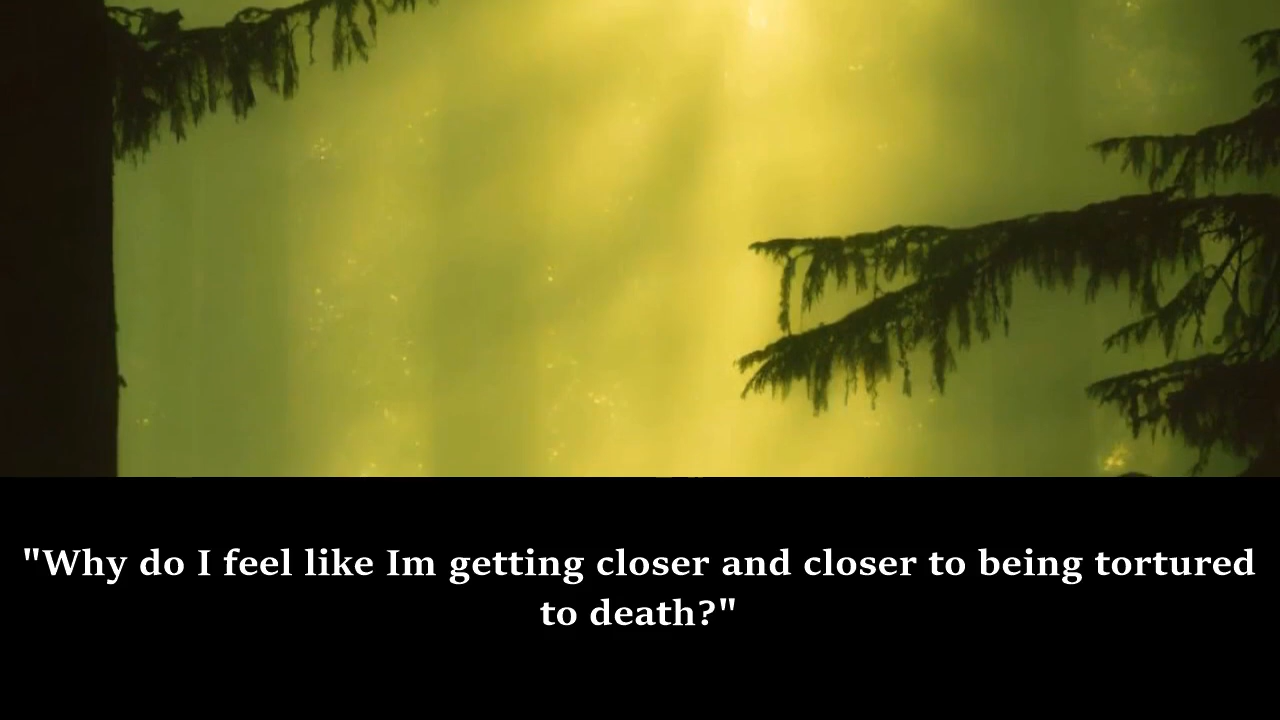 "Why do I feel like Im getting closer and closer to being tortured
to death?"